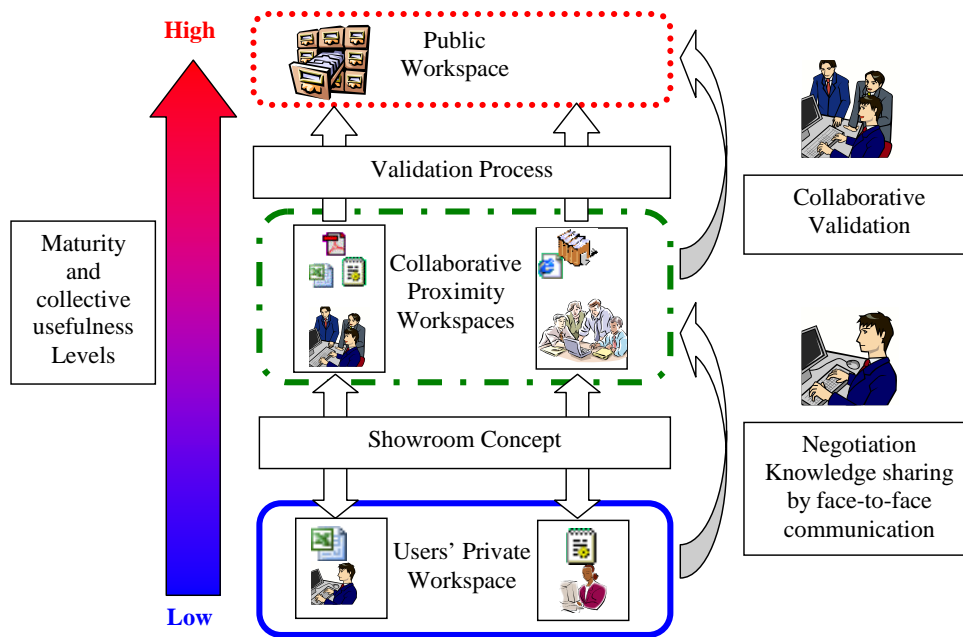 High
Public
Workspace
Validation Process
Collaborative
Validation
Maturity
and
collective
usefulness
Levels
Collaborative
Proximity
Workspaces
Showroom Concept
Negotiation
Knowledge sharing
by face-to-face
communication
Users’ Private
Workspace
Low